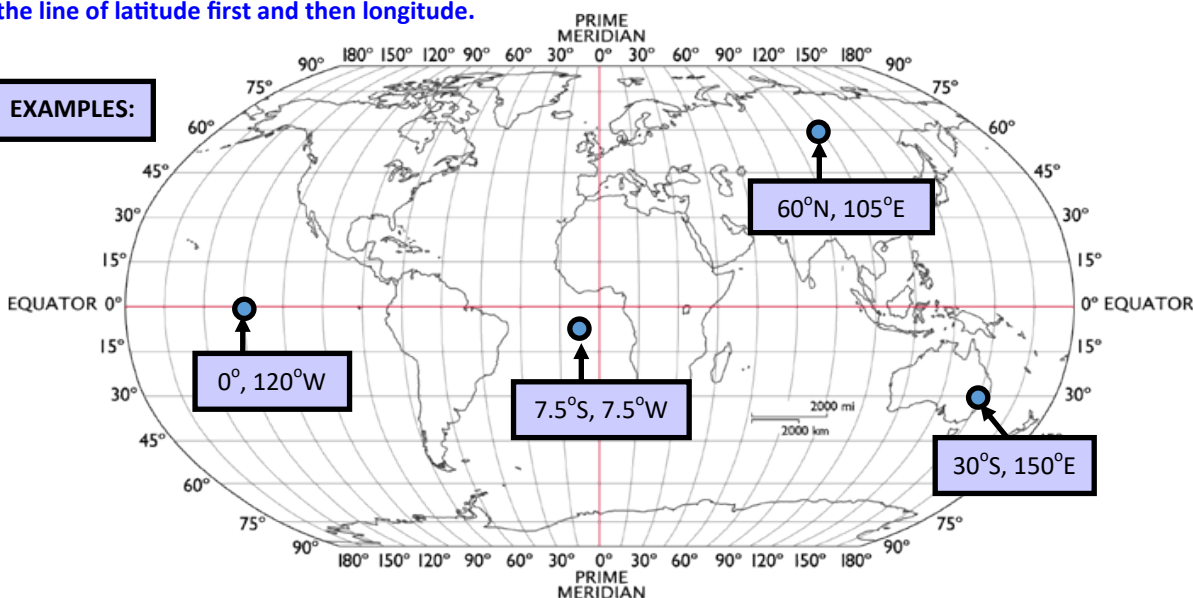 the line of latitude first and then longitude.
PRIME
MERIDIAN
180° 150° 120° 90° 60° 30° 0° 30° 60° 90° 120° 150° 180°
90° 90°
75° 75°
EXAMPLES:
60° 60°
45° 45°
60°N, 105°E
30° 30°
15° 15°
EQUATOR 0° 0° EQUATOR
15° 15°
0°, 120°W
7.5°S, 7.5°W
30° 30°
2000 mi
2000 km
45°
30°S, 150°E
60°
75° 75°
90° 90°
180° 150° 120° 90° 60° 30° 0° 30° 60° 90° 120° 150° 180°
PRIME
MERIDIAN